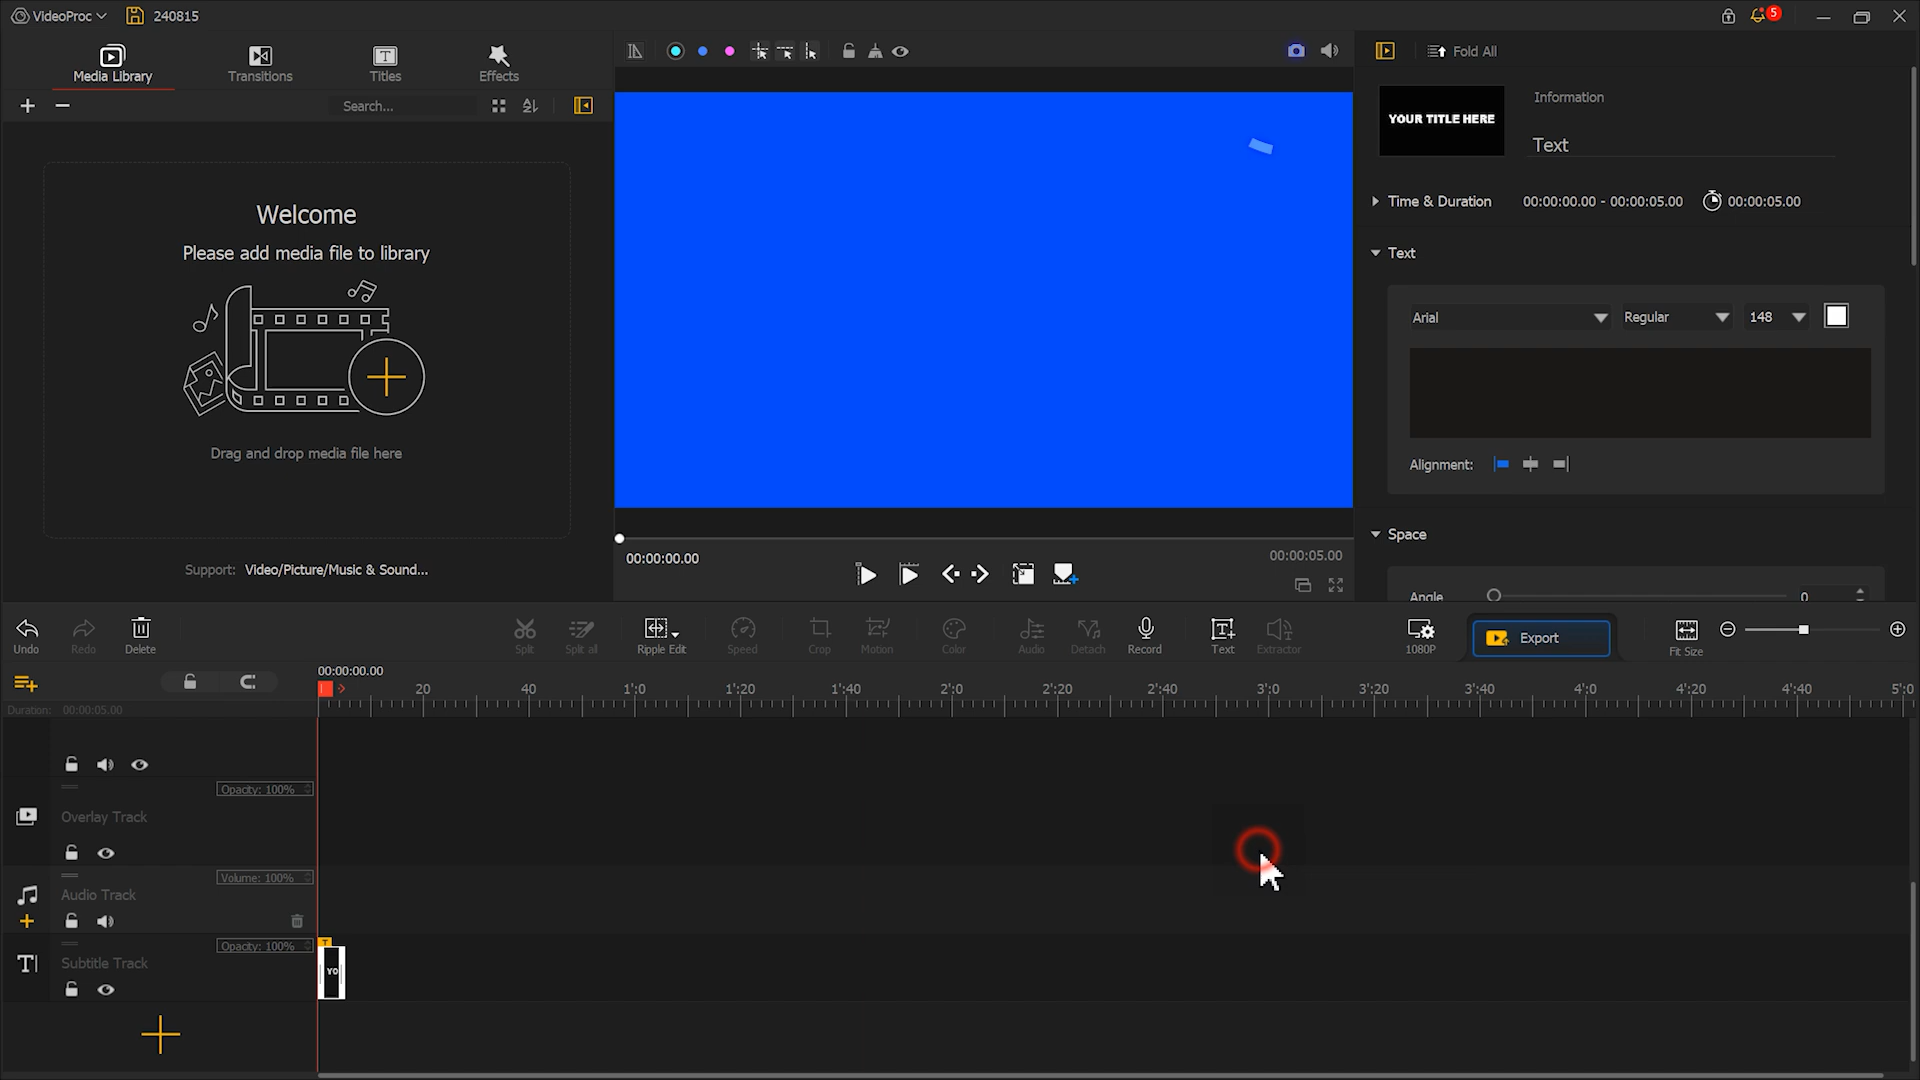 VideoProc
240815
5
Media Library
Transitions
Titles
Effects
Fold All
Search...
YOUR TITLE HERE
Information
Text
Welcome
Please add media file to library
Time & Duration
00:00:00.00 - 00:00:05.00
00:00:05.00
Text
Arial
Regular
148
Drag and drop media file here
Alignment:
Space
Support: Video/Picture/Music & Sound...
00:00:00.00
00:00:05.00
Angle
0
Undo
Redo
Delete
Split
Split all
Ripple Edit
Speed
Crop
Motion
Color
Audio
Detach
Record
Text
Extractor
1080P
Export
Fit Size
00:00:00.00
20
40
1':0
1':20
1':40
2':0
2':20
2':40
3':0
3':20
3':40
4':0
4':20
4':40
5':0
Duration: 00:00:05.00
Opacity: 100%
Overlay Track
Volume: 100%
Audio Track
Opacity: 100%
Subtitle Track
T
YO